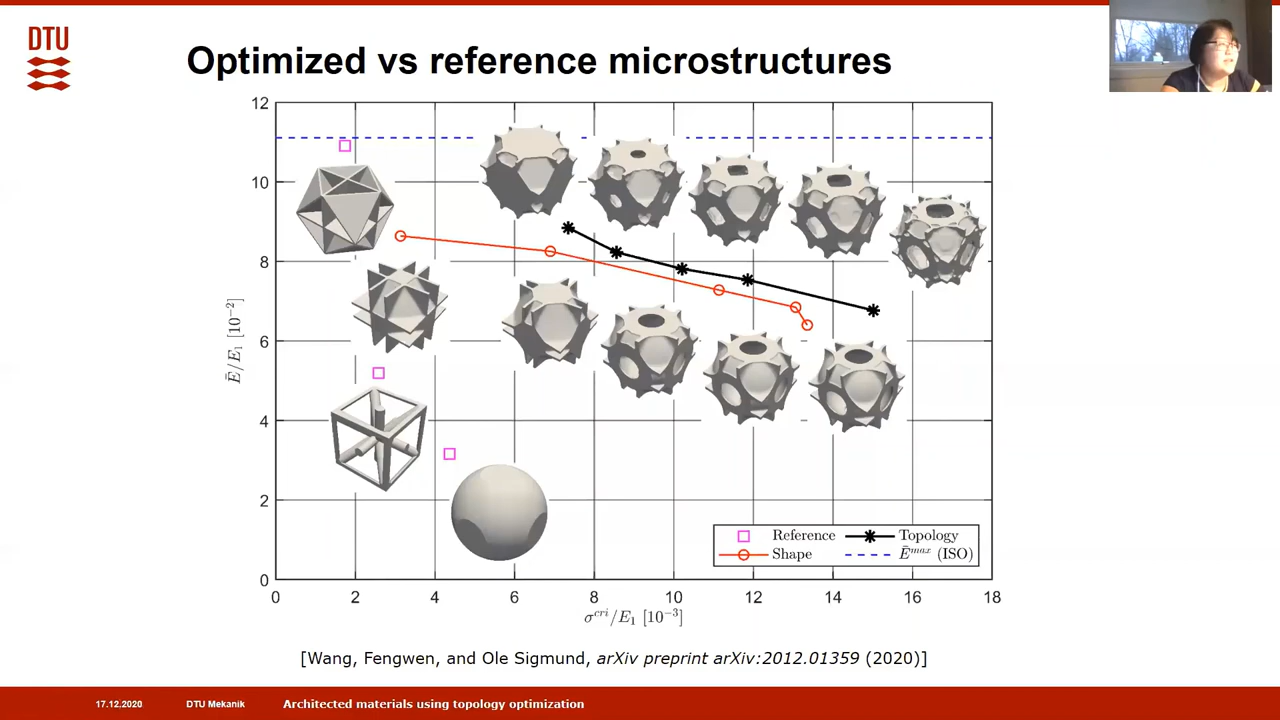 DTU
Optimized vs reference microstructures
12
10
8
6
4
2
0
Ē/E₁ [10⁻²]
0 2 4 6 8 10 12 14 16 18
σᶜʳⁱ/E₁ [10⁻³]
Reference
Topology
Shape
Ēᵐᵃˣ (ISO)
[Wang, Fengwen, and Ole Sigmund, arXiv preprint arXiv:2012.01359 (2020)]
17.12.2020 DTU Mekanik Architected materials using topology optimization